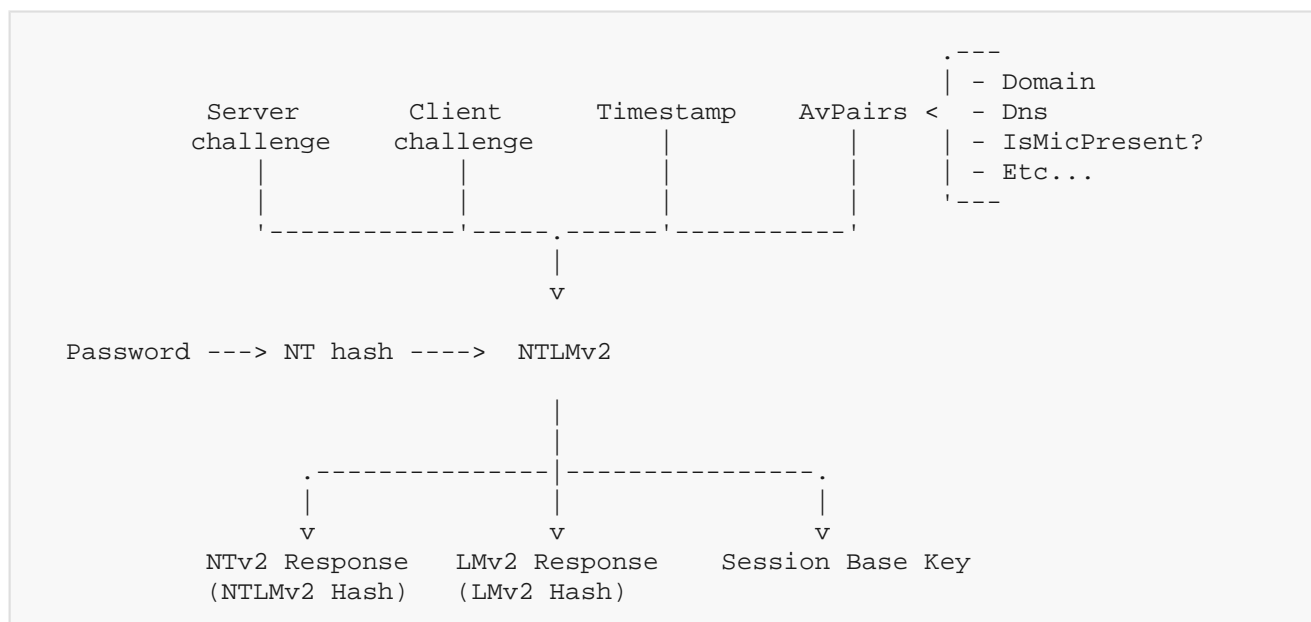 - Domain
Server Client Timestamp AvPairs < - Dns
challenge challenge - IsMicPresent?
- Etc...
v
Password ---> NT hash ----> NTLMv2
v v v
NTv2 Response LMv2 Response Session Base Key
(NTLMv2 Hash) (LMv2 Hash)